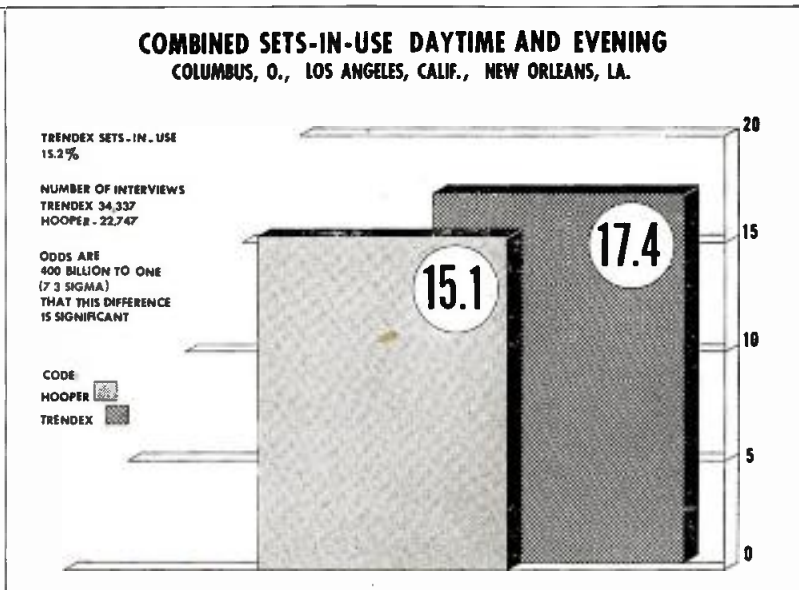 COMBINED SETS-IN-USE DAYTIME AND EVENING
COLUMBUS, O., LOS ANGELES, CALIF., NEW ORLEANS, LA.
TRENDEX SETS-IN-USE
15.2%
NUMBER OF INTERVIEWS
TRENDEX 34,337
HOOPER-22,747
ODDS ARE
400 BILLION TO ONE
(7 3 SIGMA)
THAT THIS DIFFERENCE
IS SIGNIFICANT
CODE
HOOPER
TRENDEX
15.1
17.4
20
15
10
5
0